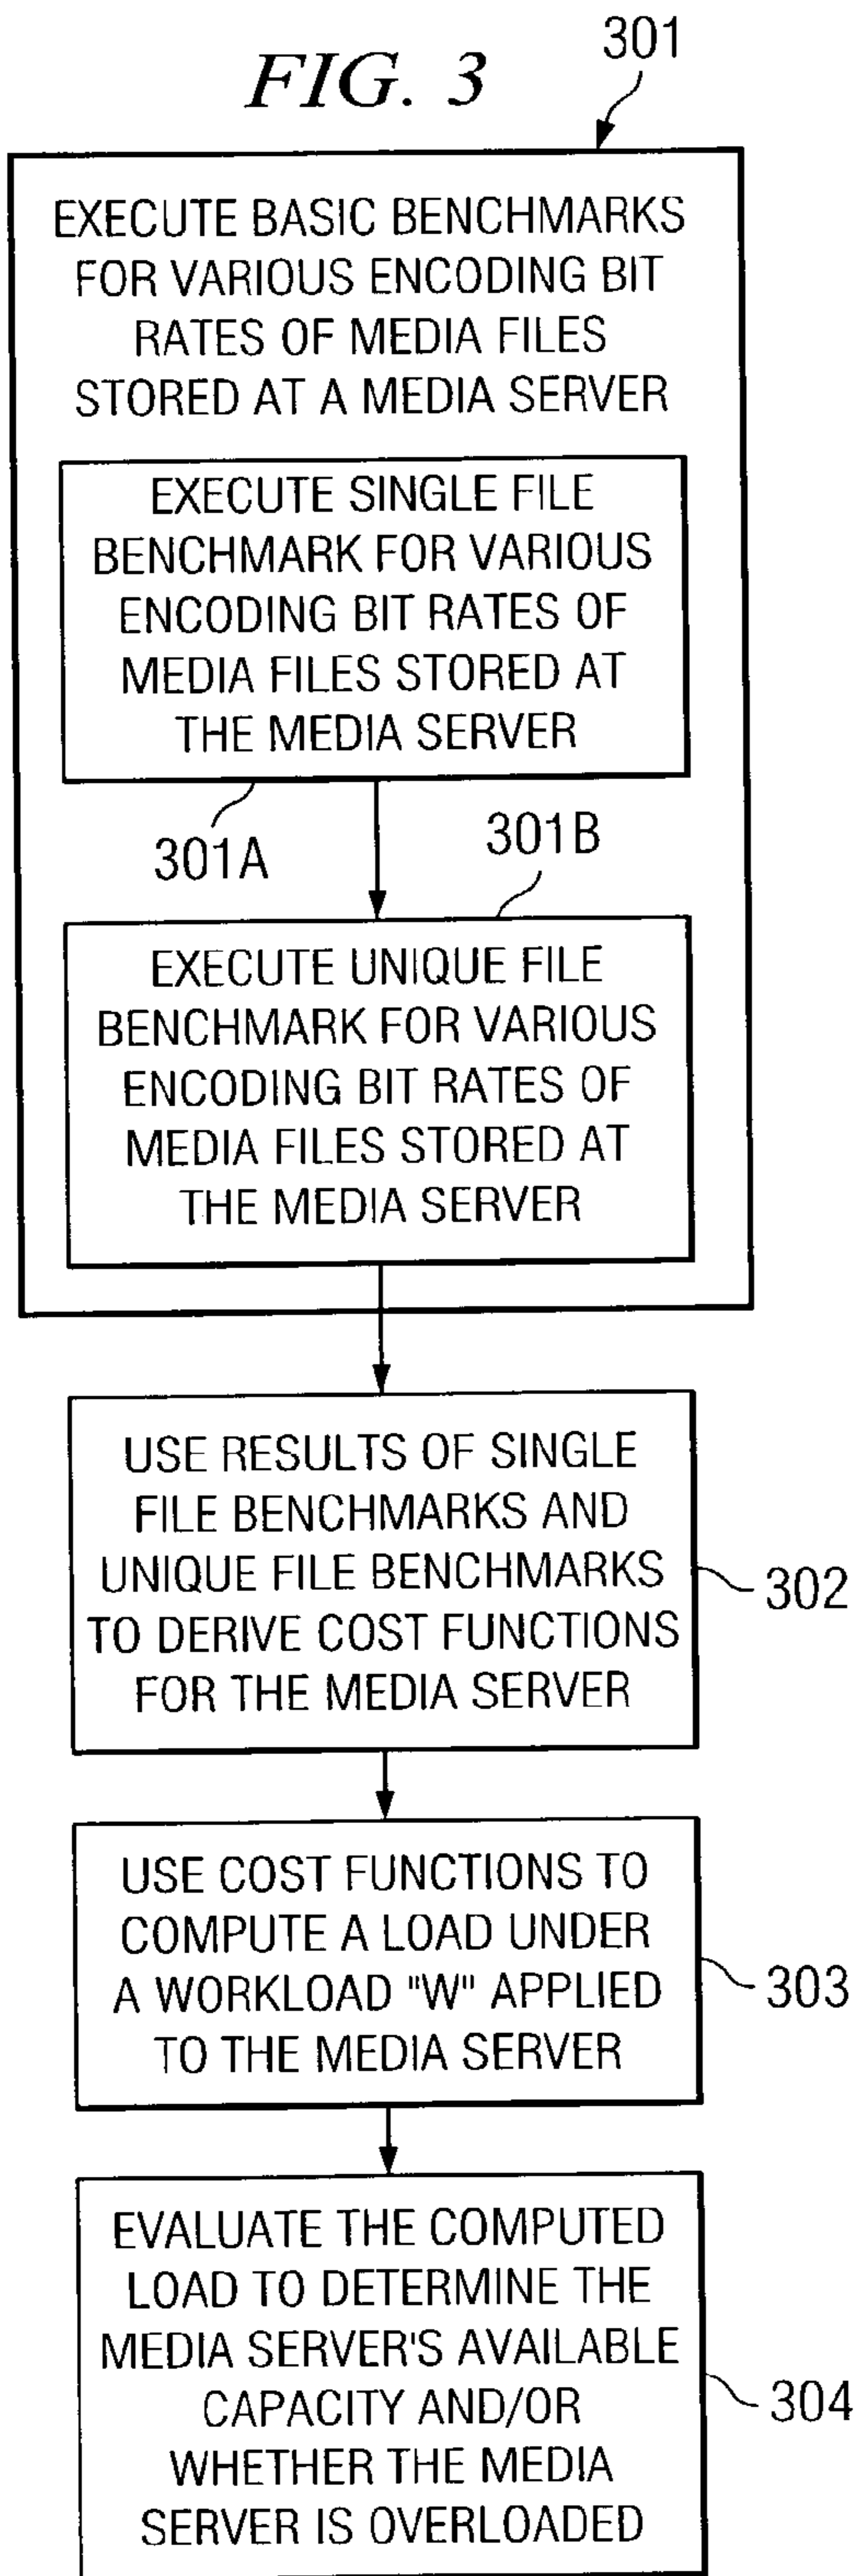 FIG. 3
301
EXECUTE BASIC BENCHMARKS
FOR VARIOUS ENCODING BIT
RATES OF MEDIA FILES
STORED AT A MEDIA SERVER
EXECUTE SINGLE FILE
BENCHMARK FOR VARIOUS
ENCODING BIT RATES OF
MEDIA FILES STORED AT
THE MEDIA SERVER
301A
301B
EXECUTE UNIQUE FILE
BENCHMARK FOR VARIOUS
ENCODING BIT RATES OF
MEDIA FILES STORED AT
THE MEDIA SERVER
USE RESULTS OF SINGLE
FILE BENCHMARKS AND
UNIQUE FILE BENCHMARKS
TO DERIVE COST FUNCTIONS
FOR THE MEDIA SERVER
302
USE COST FUNCTIONS TO
COMPUTE A LOAD UNDER
A WORKLOAD "W" APPLIED
TO THE MEDIA SERVER
303
EVALUATE THE COMPUTED
LOAD TO DETERMINE THE
MEDIA SERVER'S AVAILABLE
CAPACITY AND/OR
WHETHER THE MEDIA
SERVER IS OVERLOADED
304